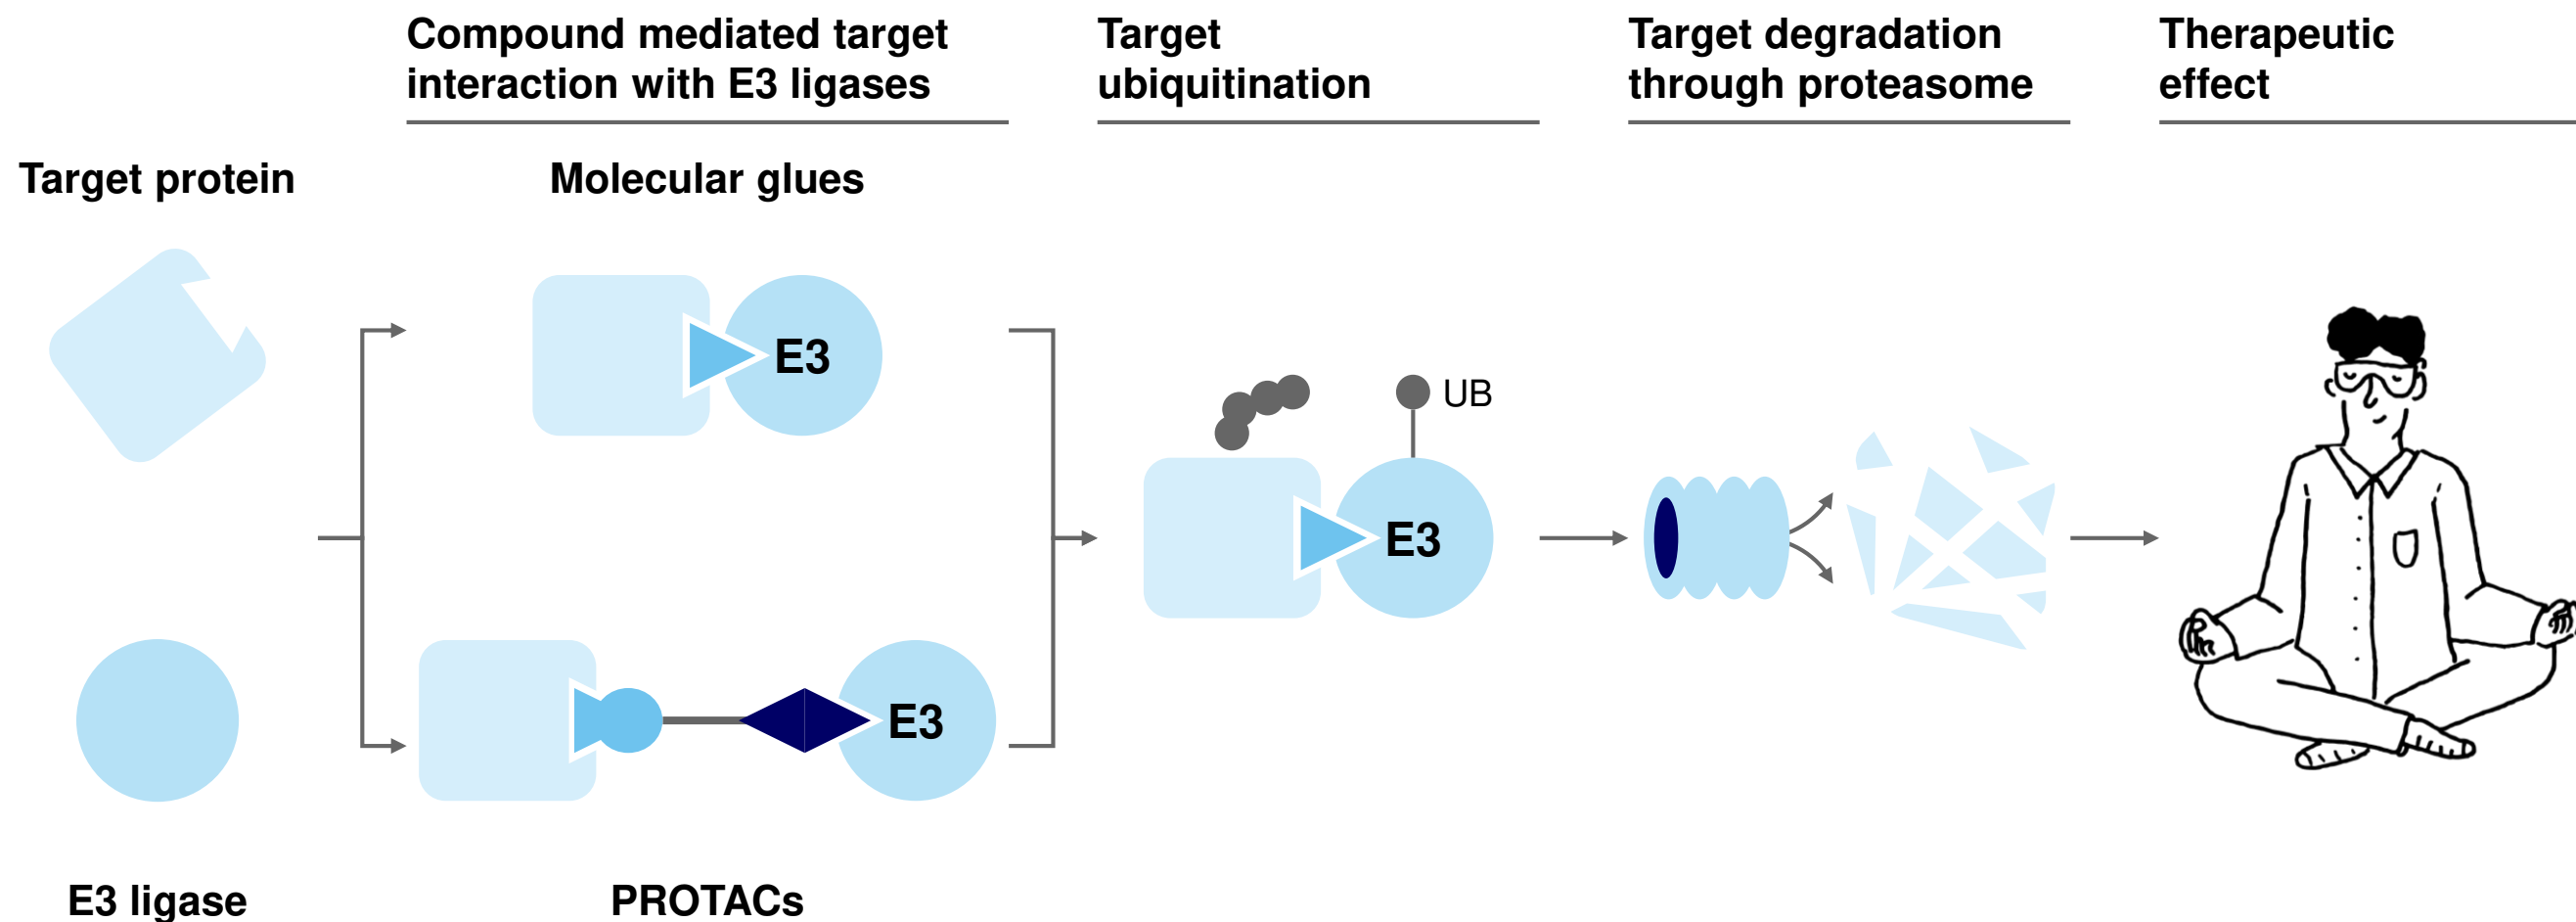 Compound mediated target
interaction with E3 ligases
Target
ubiquitination
Target degradation
through proteasome
Therapeutic
effect
Target protein
Molecular glues
E3
UB
E3
E3
E3 ligase
PROTACs